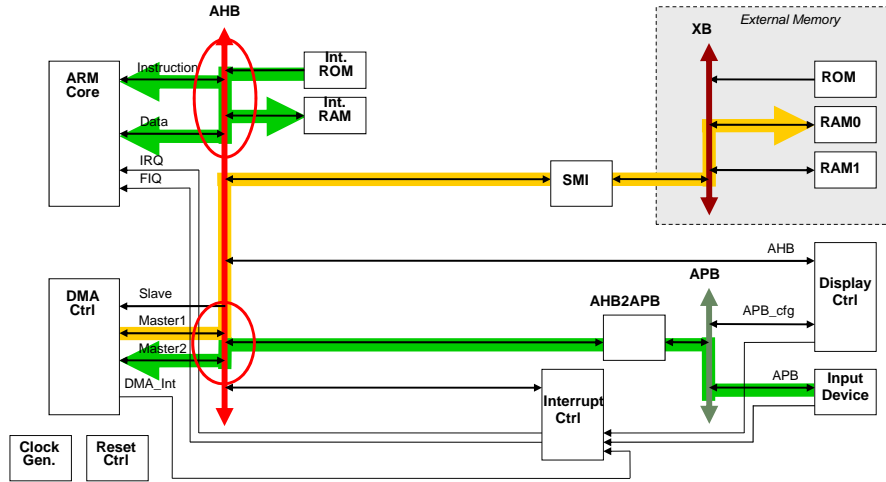 AHB
External Memory
XB
ARM
Core
Instruction
Data
IRQ
FIQ
Int.
ROM
Int.
RAM
ROM
RAM0
RAM1
SMI
AHB
DMA
Ctrl
Slave
Master1
Master2
DMA_Int
AHB2APB
APB
APB_cfg
Display
Ctrl
APB
Input
Device
Interrupt
Ctrl
Clock
Gen.
Reset
Ctrl